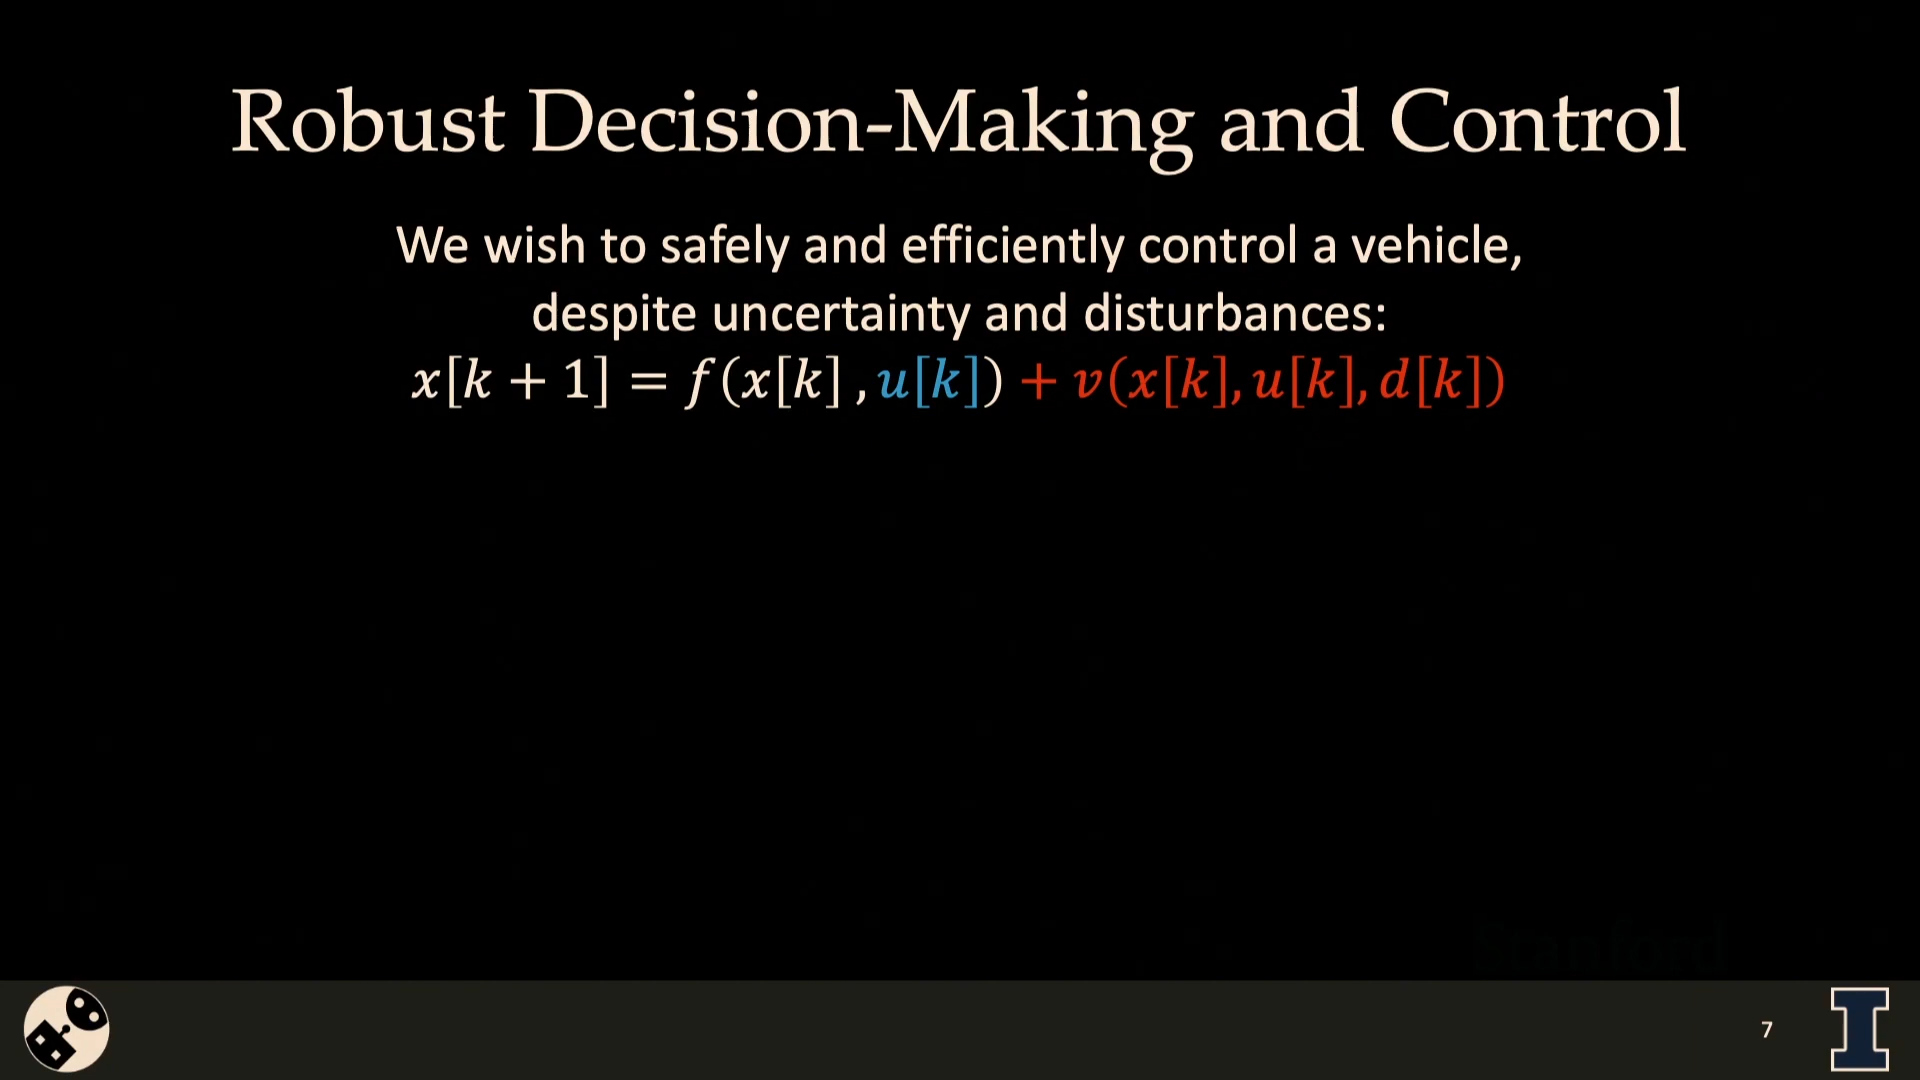 Robust Decision-Making and Control
We wish to safely and efficiently control a vehicle,
despite uncertainty and disturbances:
x[k + 1] = f(x[k] , u[k]) + v(x[k], u[k], d[k])
7
I